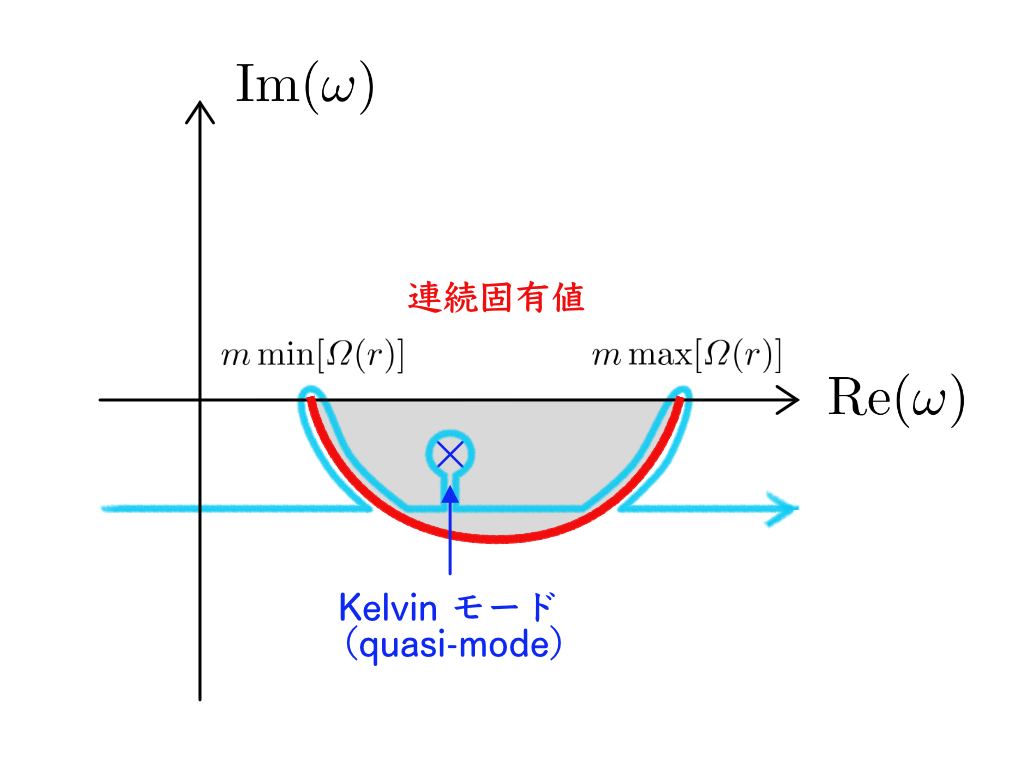 Im(ω)
連続固有値
m min[Ω(r)]
m max[Ω(r)]
Re(ω)
Kelvin モード
（quasi-mode）